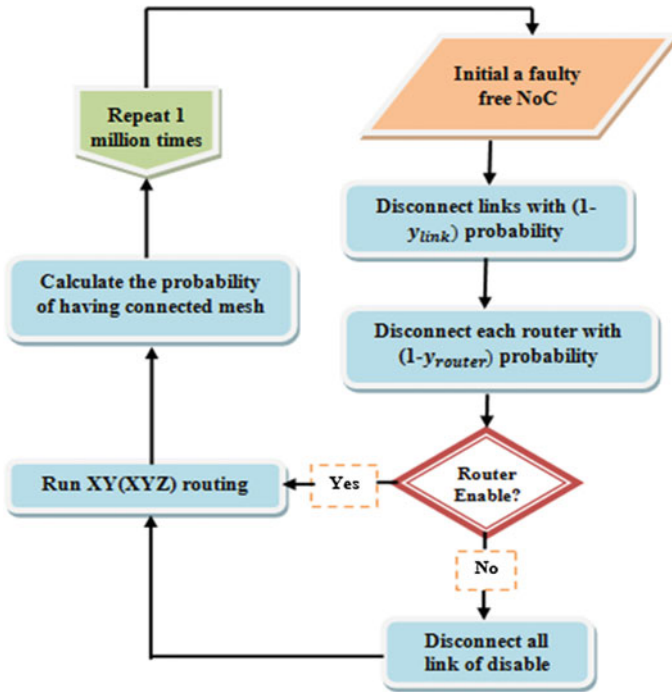 Initial a faulty
free NoC
Repeat 1
million times
Disconnect links with (1-
y_link) probability
Calculate the probability
of having connected mesh
Disconnect each router with
(1-y_router) probability
Router
Enable?
Yes
Run XY(XYZ) routing
No
Disconnect all
link of disable